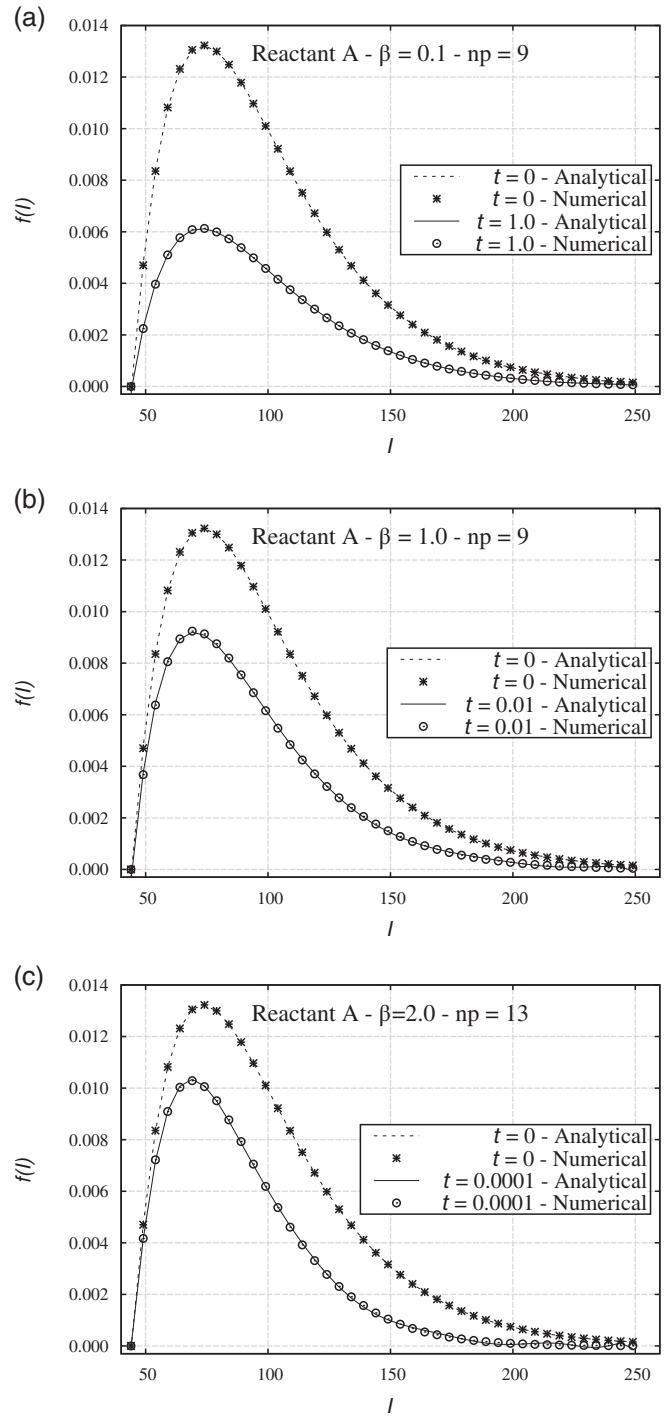 (a)
0.014
0.012
0.010
0.008
0.006
0.004
0.002
0.000
f(I)
Reactant A - β = 0.1 - np = 9
t = 0 - Analytical
t = 0 - Numerical
t = 1.0 - Analytical
t = 1.0 - Numerical
50 100 150 200 250
I
(b)
0.014
0.012
0.010
0.008
0.006
0.004
0.002
0.000
f(I)
Reactant A - β = 1.0 - np = 9
t = 0 - Analytical
t = 0 - Numerical
t = 0.01 - Analytical
t = 0.01 - Numerical
50 100 150 200 250
I
(c)
0.014
0.012
0.010
0.008
0.006
0.004
0.002
0.000
f(I)
Reactant A - β=2.0 - np = 13
t = 0 - Analytical
t = 0 - Numerical
t = 0.0001 - Analytical
t = 0.0001 - Numerical
50 100 150 200 250
I